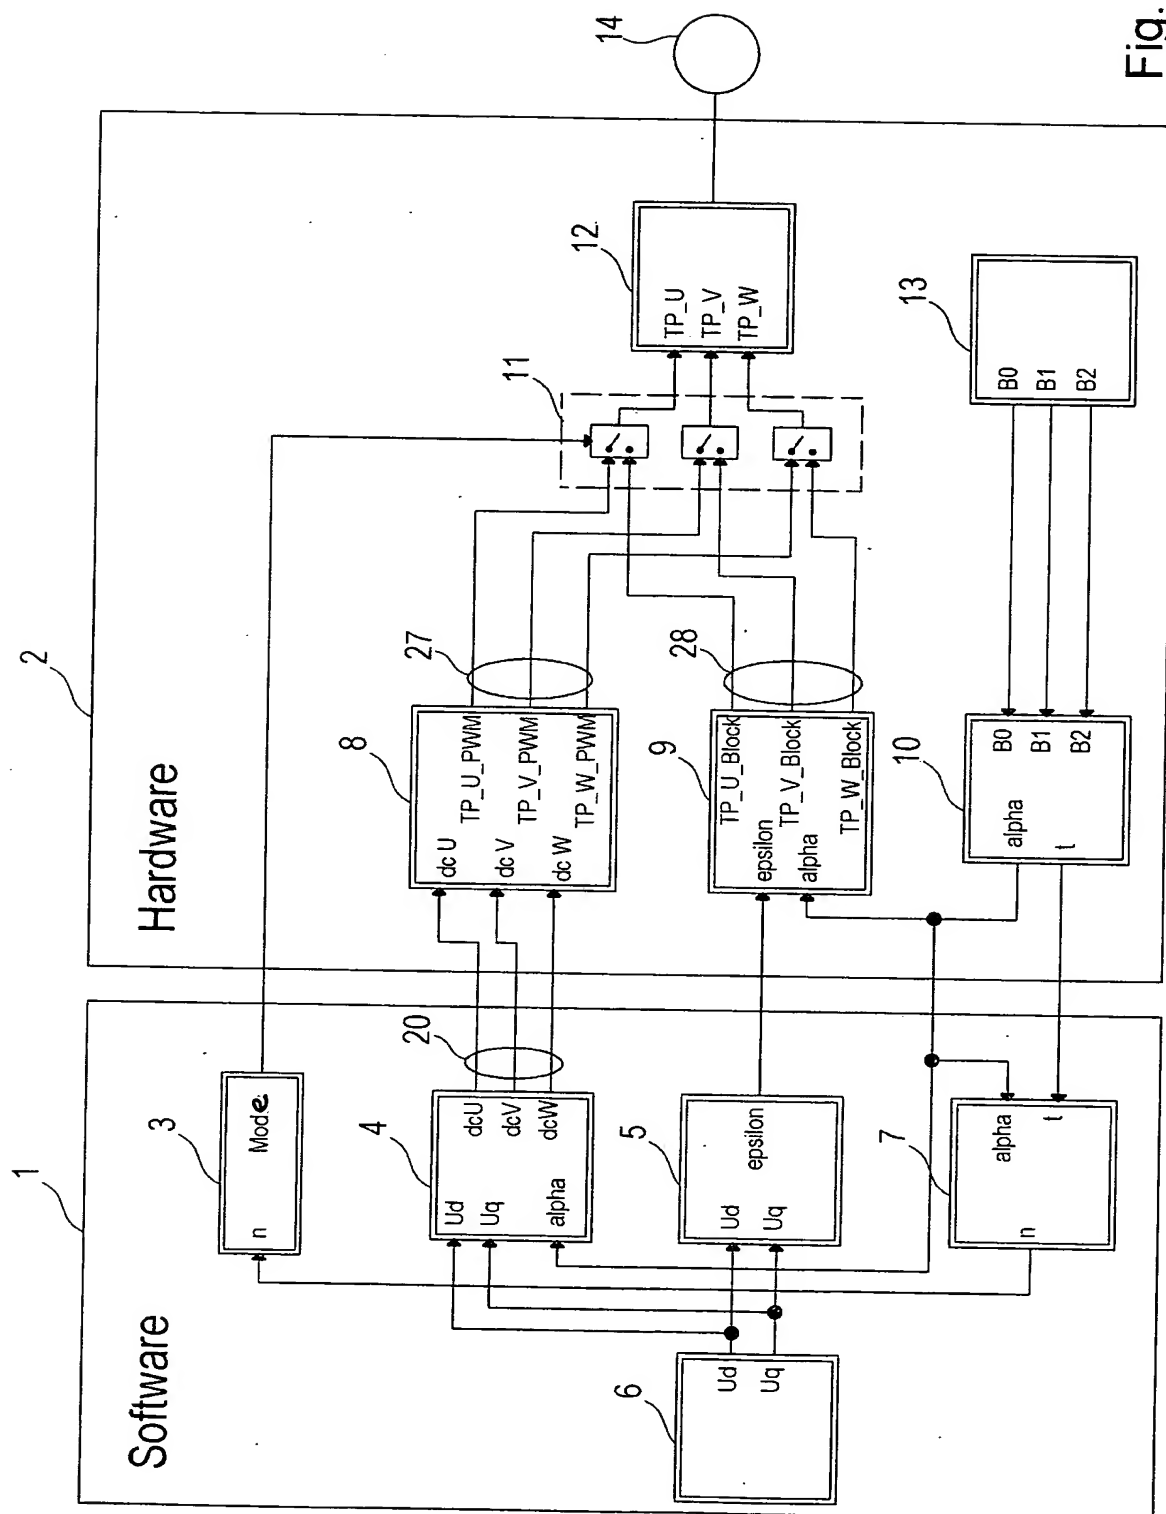 1
Software
2
Hardware
3
n
Mode
4
Ud
Uq
alpha
dcU
dcV
dcW
20
5
Ud
Uq
epsilon
6
Ud
Uq
7
n
alpha
t
8
dc U
dc V
dc W
TP_U_PWM
TP_V_PWM
TP_W_PWM
27
9
epsilon
alpha
TP_U_Block
TP_V_Block
TP_W_Block
28
10
alpha
t
B0
B1
B2
11
12
TP_U
TP_V
TP_W
13
B0
B1
B2
14
Fig.